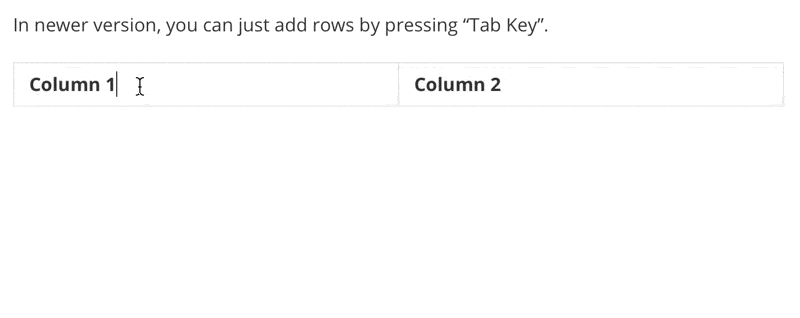 In newer version, you can just add rows by pressing “Tab Key”.
Column 1 Column 2